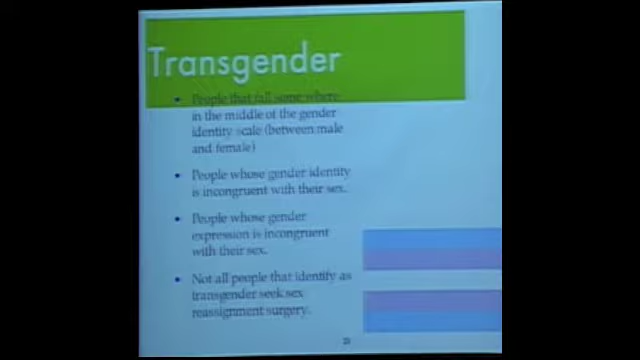 Transgender
• People that fall some where
in the middle of the gender
identity scale (between male
and female)
• People whose gender identity
is incongruent with their sex.
• People whose gender
expression is incongruent
with their sex.
• Not all people that identify as
transgender seek sex
reassignment surgery.